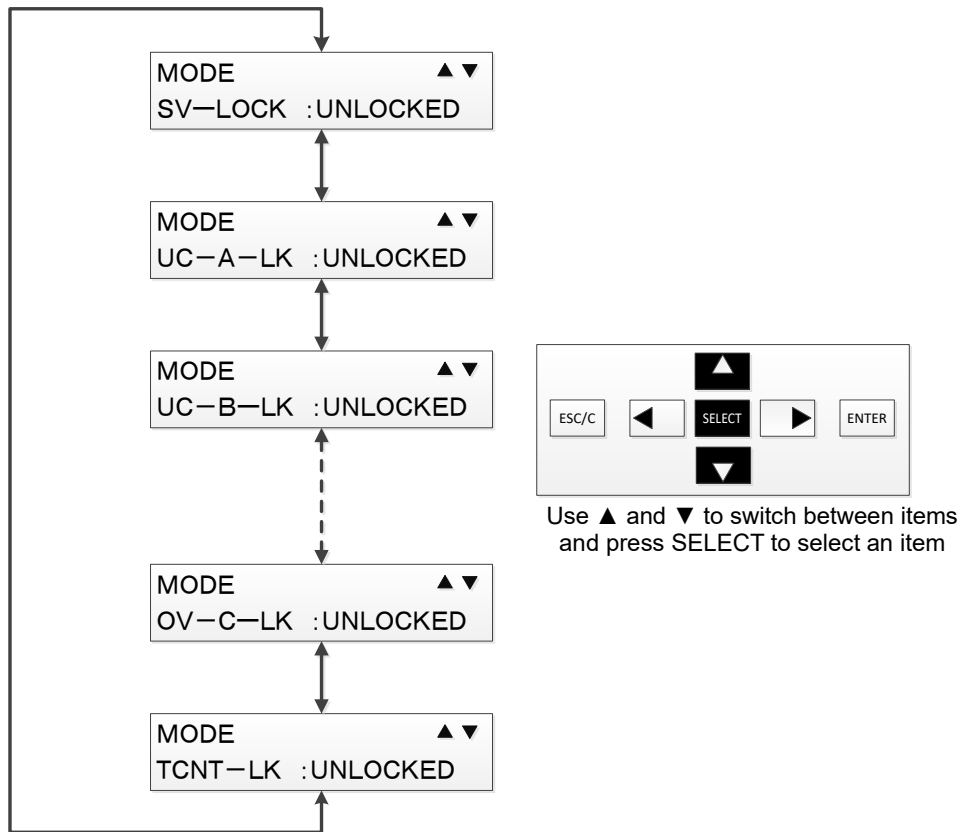 MODE ▲ ▼
SV－LOCK :UNLOCKED
MODE ▲ ▼
UC－A－LK :UNLOCKED
MODE ▲ ▼
UC－B－LK :UNLOCKED
MODE ▲ ▼
OV－C－LK :UNLOCKED
MODE ▲ ▼
TCNT－LK :UNLOCKED
ESC/C SELECT ENTER
Use ▲ and ▼ to switch between items
and press SELECT to select an item